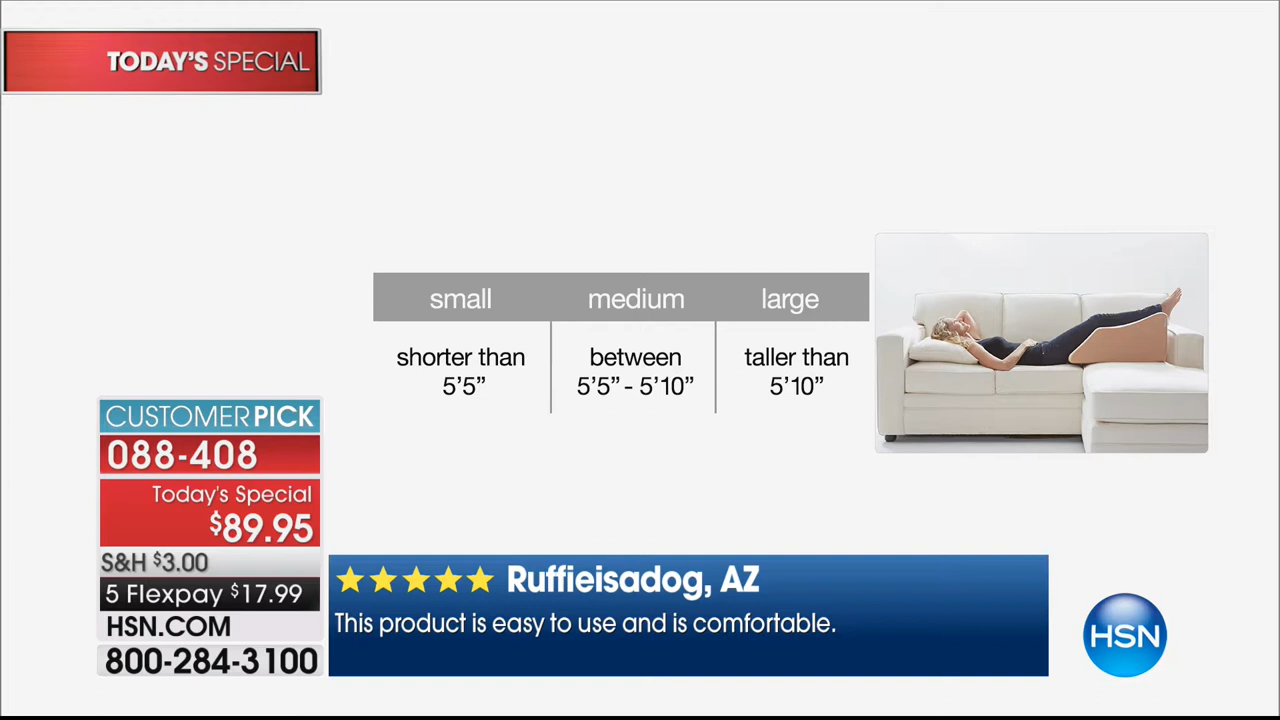 TODAY'S SPECIAL
small medium large
shorter than between taller than
5’5” 5’5” - 5’10” 5’10”
CUSTOMER PICK
088-408
Today's Special
$89.95
S&H $3.00
5 Flexpay $17.99
HSN.COM
800-284-3100
Ruffieisadog, AZ
This product is easy to use and is comfortable.
HSN